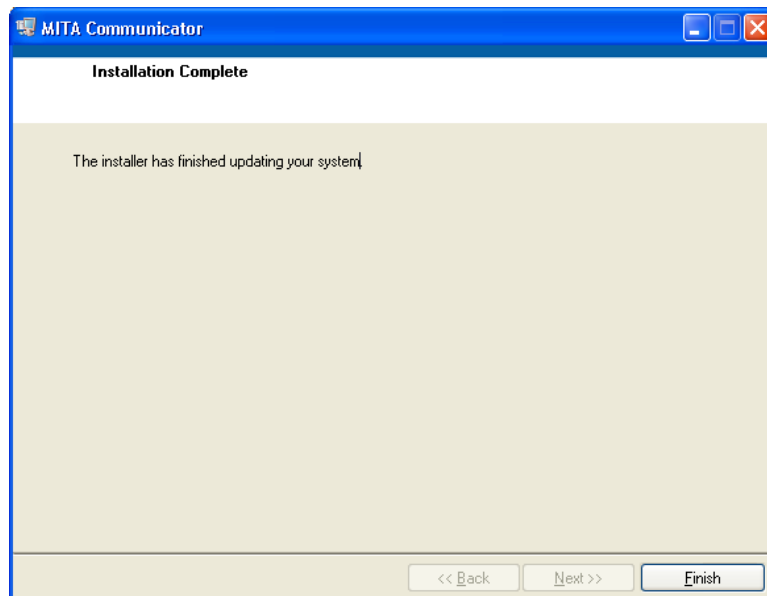 MITA Communicator
Installation Complete
The installer has finished updating your system
<< Back Next >> Finish